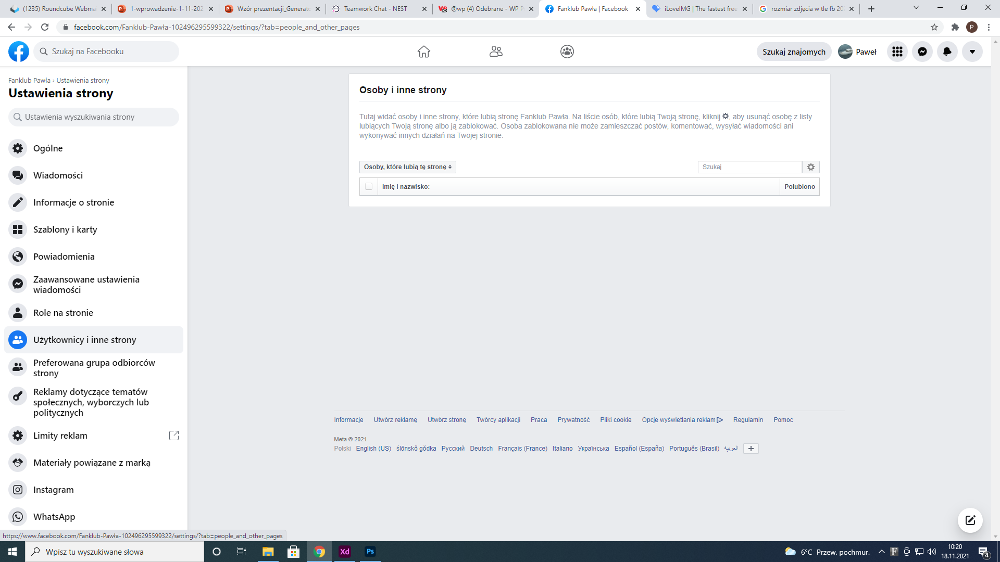 (1235) Roundcube Webma
1-wprowadzenie-1-11-202
Wzór prezentacji_Generato
Teamwork Chat - NEST
@wp (4) Odebrane - WP P
Fanklub Pawła | Facebook
iLoveIMG | The fastest free
rozmiar zdjęcia w tle fb 20
facebook.com/Fanklub-Pawła-102496295599322/settings/?tab=people_and_other_pages
P
Szukaj na Facebooku
Szukaj znajomych
Paweł
Fanklub Pawła › Ustawienia strony
Ustawienia strony
Ustawienia wyszukiwania strony
Ogólne
Wiadomości
Informacje o stronie
Szablony i karty
Powiadomienia
Zaawansowane ustawienia
wiadomości
Role na stronie
Użytkownicy i inne strony
Preferowana grupa odbiorców
strony
Reklamy dotyczące tematów
społecznych, wyborczych lub
politycznych
Limity reklam
Materiały powiązane z marką
Instagram
WhatsApp
Osoby i inne strony
Tutaj widać osoby i inne strony, które lubią stronę Fanklub Pawła. Na liście osób, które lubią Twoją stronę, kliknij , aby usunąć osobę z listy
lubiących Twoją stronę albo ją zablokować. Osoba zablokowana nie może zamieszczać postów, komentować, wysyłać wiadomości ani
wykonywać innych działań na Twojej stronie.
Osoby, które lubią tę stronę
Szukaj
Imię i nazwisko:
Polubiono
Informacje Utwórz reklamę Utwórz stronę Twórcy aplikacji Praca Prywatność Pliki cookie Opcje wyświetlania reklam Regulamin Pomoc
Meta © 2021
Polski English (US) ślōnskŏ gŏdka Русский Deutsch Français (France) Italiano Українська Español (España) Português (Brasil) العربية
https://www.facebook.com/Fanklub-Pawła-102496295599322/settings/?tab=people_and_other_pages
Wpisz tu wyszukiwane słowa
Xd
Ps
6°C Przew. pochmur.
F
10:20
18.11.2021
4